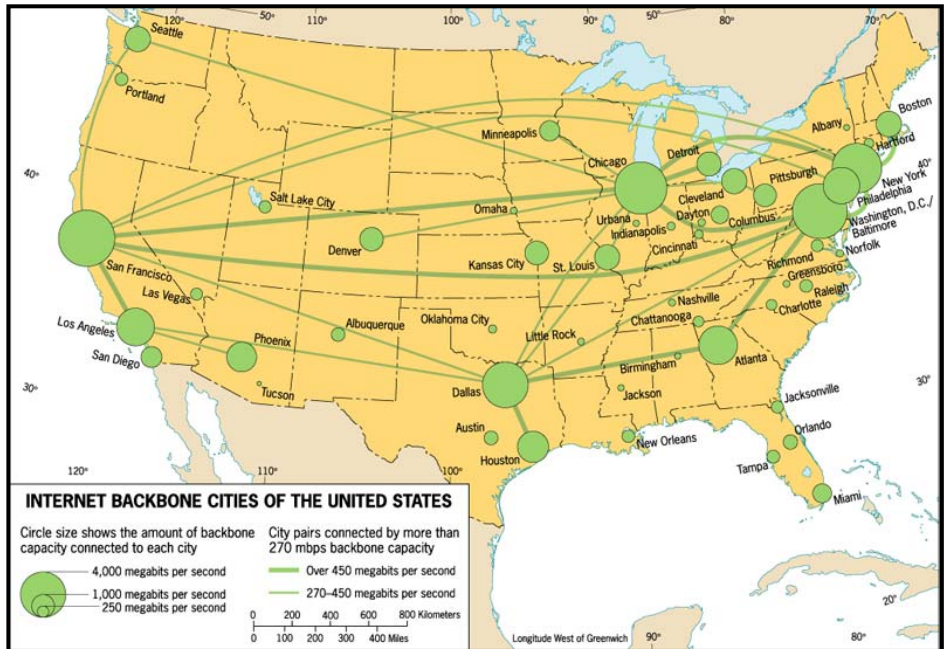 120°
50°
110°
100°
90°
50°
80°
70°
Seattle
Portland
Minneapolis
Chicago
Detroit
Albany
Boston
Hartford
40°
40°
Pittsburgh
New York
Philadelphia
Cleveland
Salt Lake City
Omaha
Urbana
Dayton
Columbus
Washington, D.C./
Baltimore
Indianapolis
Cincinnati
Denver
Kansas City
St. Louis
Richmond
Norfolk
San Francisco
Greensboro
Raleigh
Las Vegas
Nashville
Charlotte
Los Angeles
Albuquerque
Oklahoma City
Little Rock
Chattanooga
Phoenix
San Diego
Birmingham
Atlanta
30°
Tucson
Dallas
Jackson
30°
Jacksonville
Austin
New Orleans
Orlando
Houston
Tampa
Miami
120°
110°
100°
INTERNET BACKBONE CITIES OF THE UNITED STATES
Circle size shows the amount of backbone
capacity connected to each city
4,000 megabits per second
1,000 megabits per second
250 megabits per second
City pairs connected by more than
270 mbps backbone capacity
Over 450 megabits per second
270–450 megabits per second
0 200 400 600 800 Kilometers
0 100 200 300 400 Miles
20°
Longitude West of Greenwich
90°
80°